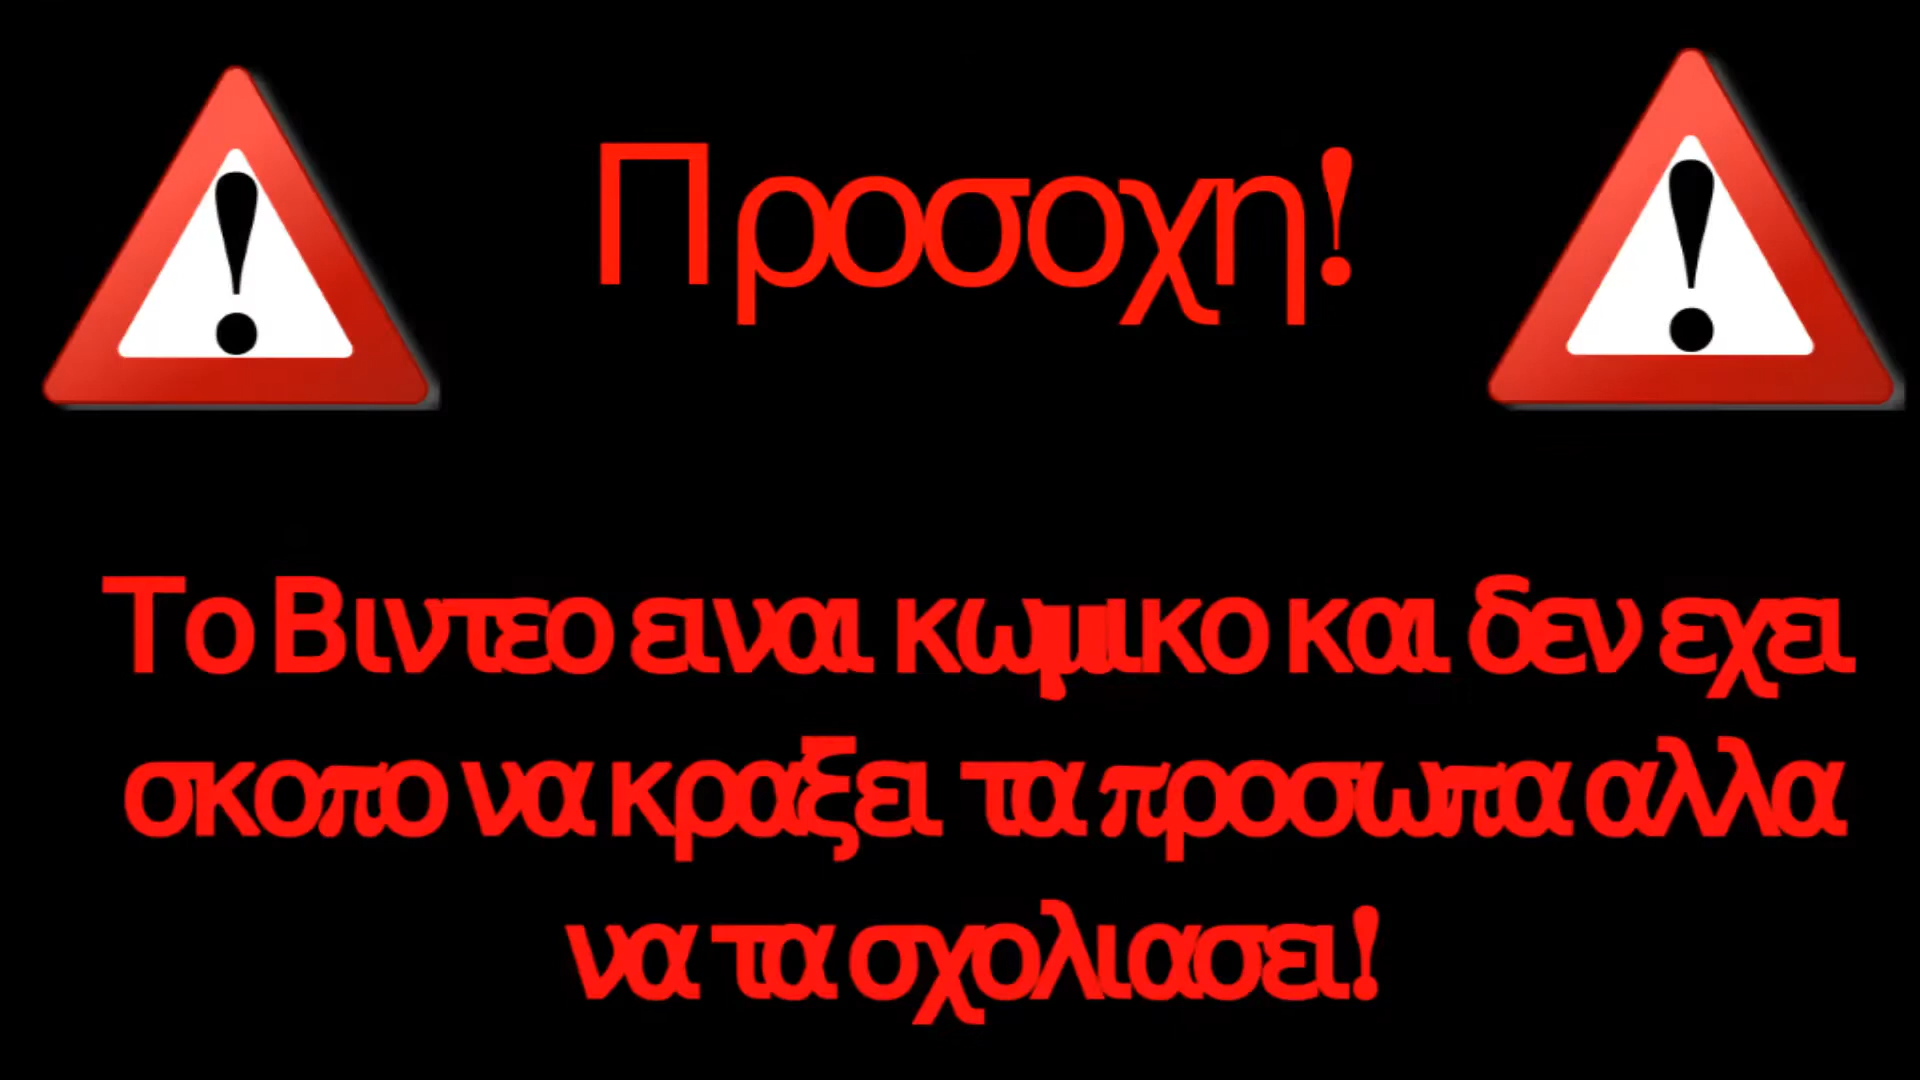 Προσοχη!
Το Βιντεο ειναι κωμικο και δεν εχει
σκοπο να κραξει τα προσωπα αλλα
να τα σχολιασει!